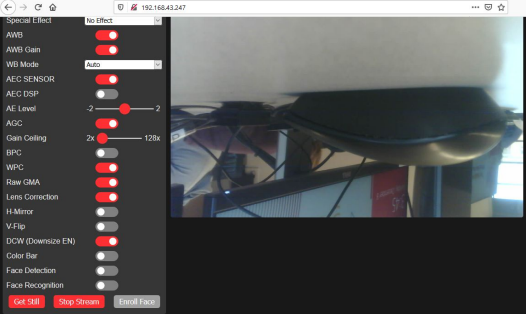 192.168.43.247
Special Effect No Effect
AWB
AWB Gain
WB Mode Auto
AEC SENSOR
AEC DSP
AE Level -2 2
AGC
Gain Ceiling 2x 128x
BPC
WPC
Raw GMA
Lens Correction
H-Mirror
V-Flip
DCW (Downsize EN)
Color Bar
Face Detection
Face Recognition
Get Still Stop Stream Enroll Face